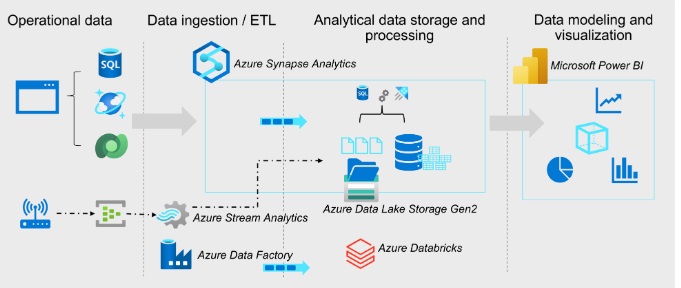 Operational data
Data ingestion / ETL
Analytical data storage and
processing
Data modeling and
visualization
SQL
Azure Synapse Analytics
Microsoft Power BI
SQL
Azure Stream Analytics
Azure Data Lake Storage Gen2
Azure Data Factory
Azure Databricks